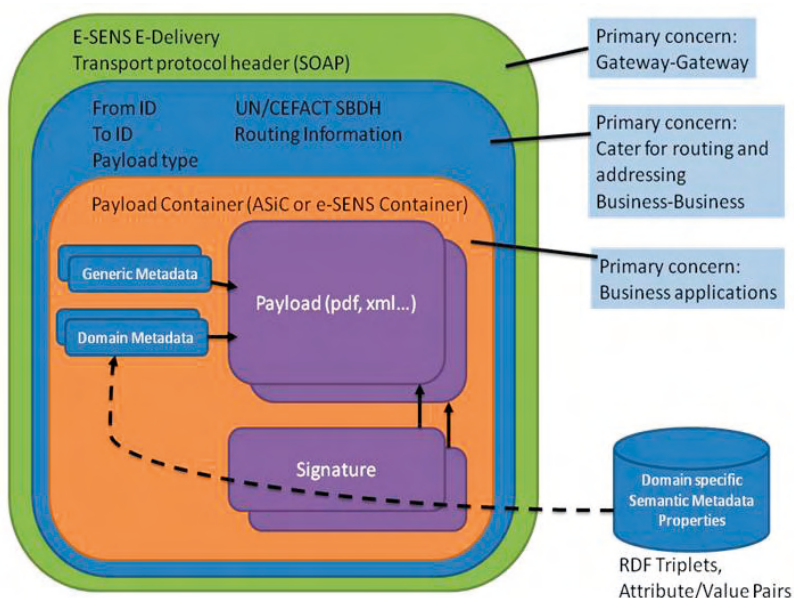 E-SENS E-Delivery
Transport protocol header (SOAP)
Primary concern:
Gateway-Gateway
From ID
To ID
Payload type
UN/CEFACT SBDH
Routing Information
Primary concern:
Cater for routing and
addressing
Business-Business
Payload Container (ASiC or e-SENS Container)
Primary concern:
Business applications
Generic Metadata
Domain Metadata
Payload (pdf, xml...)
Signature
Domain specific
Semantic Metadata
Properties
RDF Triplets,
Attribute/Value Pairs